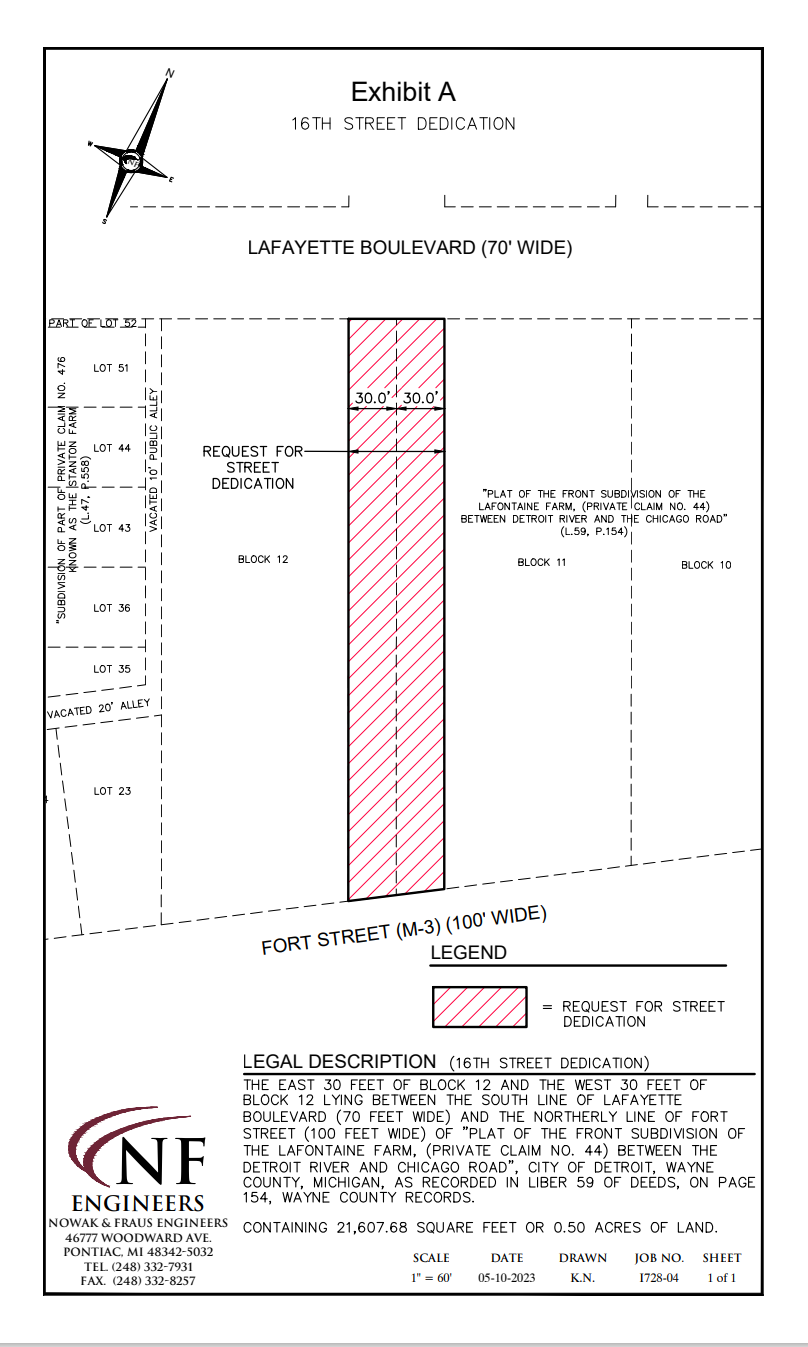 Exhibit A
16TH STREET DEDICATION
N
W
E
S
NF
LAFAYETTE BOULEVARD (70' WIDE)
PART OF LOT 52
LOT 51
LOT 44
LOT 43
LOT 36
LOT 35
"SUBDIVISION OF PART OF PRIVATE CLAIM NO. 476
KNOWN AS THE STANTON FARM
(L.47, P.558)
VACATED 10' PUBLIC ALLEY
VACATED 20' ALLEY
LOT 23
30.0'
30.0'
REQUEST FOR
STREET
DEDICATION
BLOCK 12
"PLAT OF THE FRONT SUBDIVISION OF THE
LAFONTAINE FARM, (PRIVATE CLAIM NO. 44)
BETWEEN DETROIT RIVER AND THE CHICAGO ROAD"
(L.59, P.154)
BLOCK 11
BLOCK 10
FORT STREET (M-3) (100' WIDE)
LEGEND
= REQUEST FOR STREET
DEDICATION
LEGAL DESCRIPTION (16TH STREET DEDICATION)
THE EAST 30 FEET OF BLOCK 12 AND THE WEST 30 FEET OF
BLOCK 12 LYING BETWEEN THE SOUTH LINE OF LAFAYETTE
BOULEVARD (70 FEET WIDE) AND THE NORTHERLY LINE OF FORT
STREET (100 FEET WIDE) OF "PLAT OF THE FRONT SUBDIVISION OF
THE LAFONTAINE FARM, (PRIVATE CLAIM NO. 44) BETWEEN THE
DETROIT RIVER AND CHICAGO ROAD", CITY OF DETROIT, WAYNE
COUNTY, MICHIGAN, AS RECORDED IN LIBER 59 OF DEEDS, ON PAGE
154, WAYNE COUNTY RECORDS.
CONTAINING 21,607.68 SQUARE FEET OR 0.50 ACRES OF LAND.
NF
ENGINEERS
NOWAK & FRAUS ENGINEERS
46777 WOODWARD AVE.
PONTIAC, MI 48342-5032
TEL. (248) 332-7931
FAX. (248) 332-8257
SCALE DATE DRAWN JOB NO. SHEET
1" = 60' 05-10-2023 K.N. I728-04 1 of 1